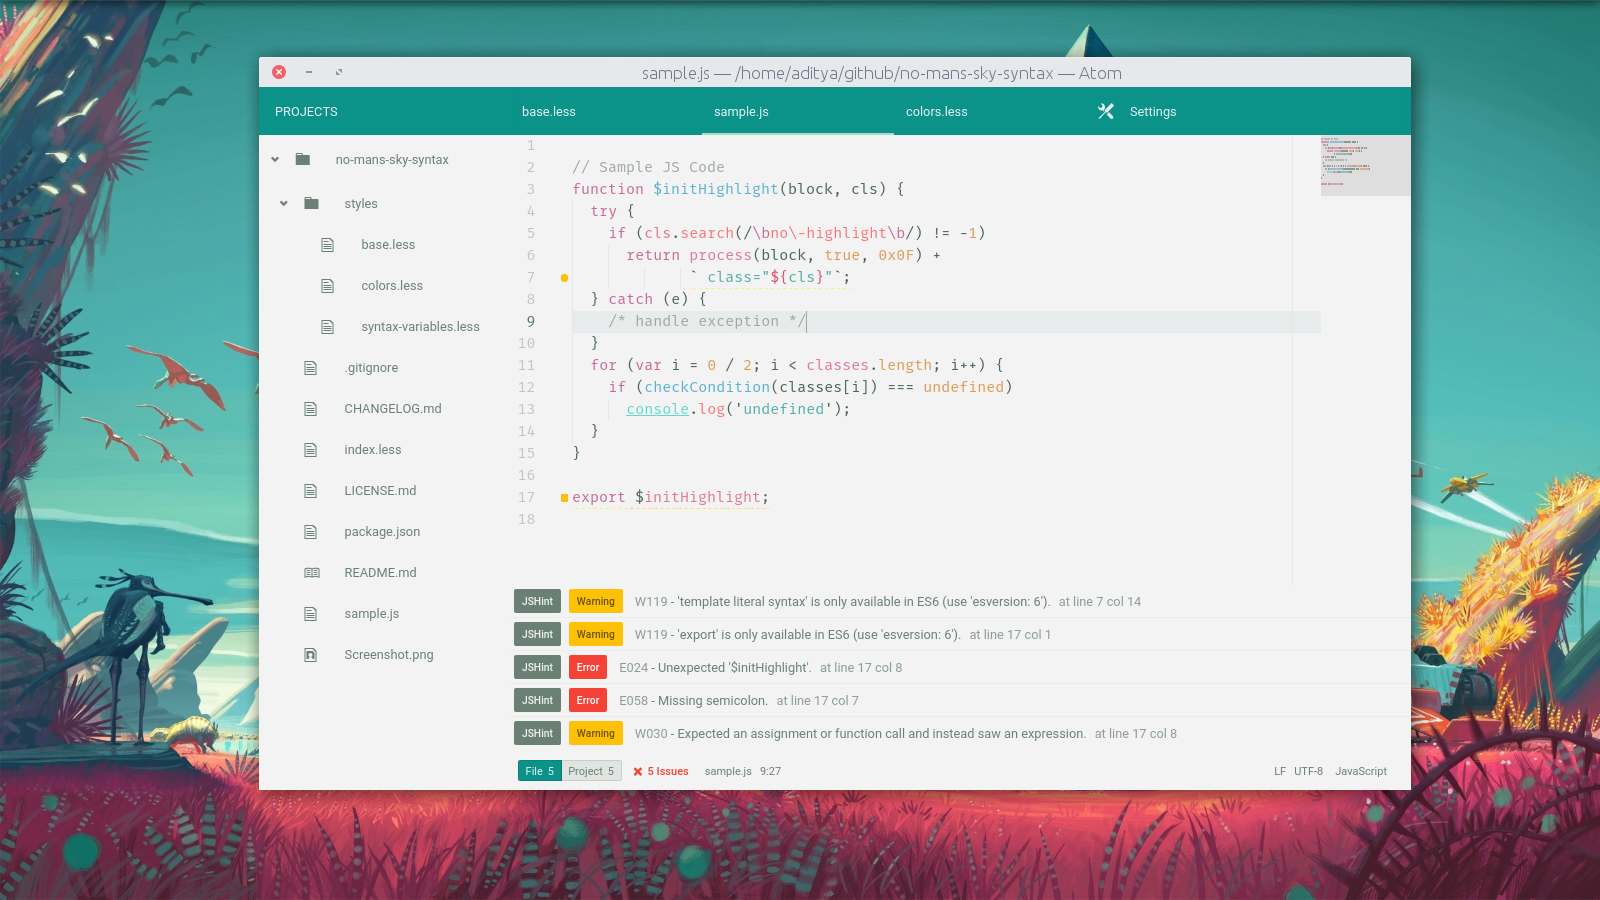 sample.js — /home/aditya/github/no-mans-sky-syntax — Atom
PROJECTS
base.less
sample.js
colors.less
Settings
no-mans-sky-syntax
styles
base.less
colors.less
syntax-variables.less
.gitignore
CHANGELOG.md
index.less
LICENSE.md
package.json
README.md
sample.js
Screenshot.png
1
2 // Sample JS Code
3 function $initHighlight(block, cls) {
4 try {
5 if (cls.search(/\bno\-highlight\b/) != -1)
6 return process(block, true, 0x0F) +
7 ` class="${cls}"`;
8 } catch (e) {
9 /* handle exception */
10 }
11 for (var i = 0 / 2; i < classes.length; i++) {
12 if (checkCondition(classes[i]) === undefined)
13 console.log('undefined');
14 }
15 }
16
17 export $initHighlight;
18
JSHint Warning W119 - 'template literal syntax' is only available in ES6 (use 'esversion: 6'). at line 7 col 14
JSHint Warning W119 - 'export' is only available in ES6 (use 'esversion: 6'). at line 17 col 1
JSHint Error E024 - Unexpected '$initHighlight'. at line 17 col 8
JSHint Error E058 - Missing semicolon. at line 17 col 7
JSHint Warning W030 - Expected an assignment or function call and instead saw an expression. at line 17 col 8
File 5 Project 5 5 Issues sample.js 9:27 LF UTF-8 JavaScript